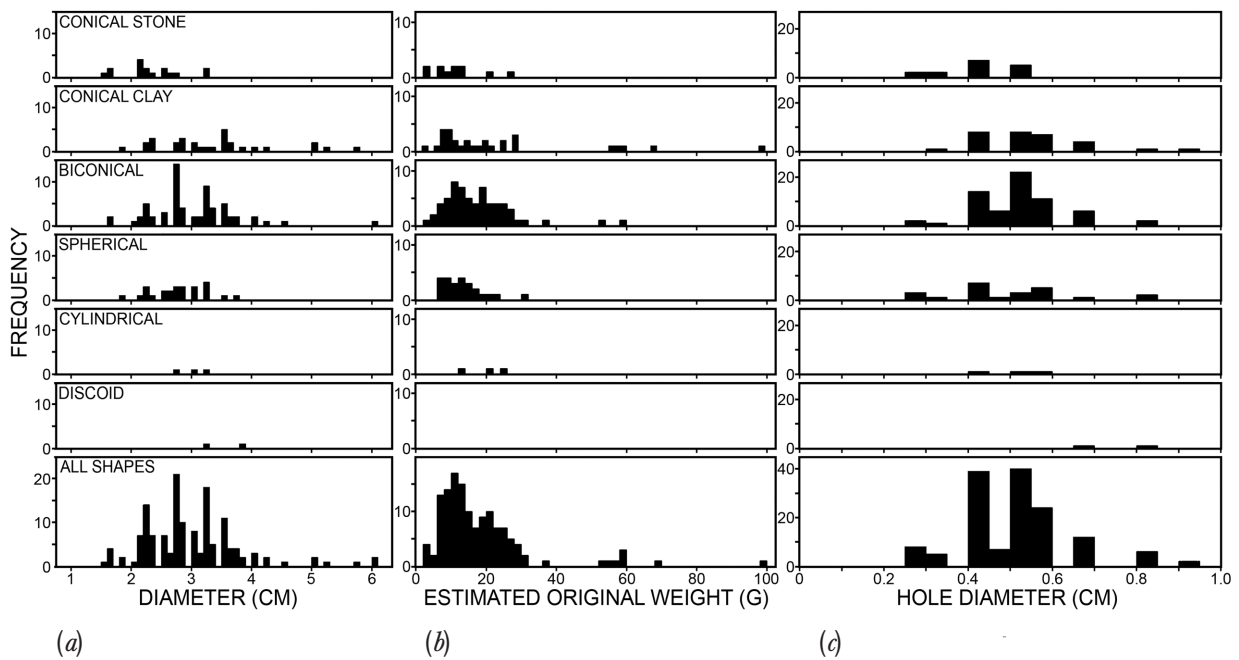 CONICAL STONE
10
0
10
0
20
0
CONICAL CLAY
10
0
10
0
20
0
BICONICAL
10
0
10
0
20
0
SPHERICAL
10
0
10
0
20
0
CYLINDRICAL
10
0
10
0
20
0
DISCOID
10
0
10
0
20
0
ALL SHAPES
20
10
0
10
0
40
20
0
FREQUENCY
1 2 3 4 5 6
0 20 40 60 80 100
0 0.2 0.4 0.6 0.8 1.0
DIAMETER (CM)
ESTIMATED ORIGINAL WEIGHT (G)
HOLE DIAMETER (CM)
(a) (b) (c)